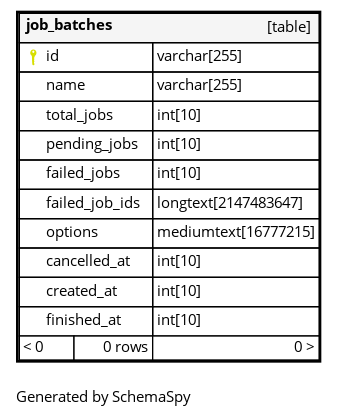 job_batches [table]
id varchar[255]
name varchar[255]
total_jobs int[10]
pending_jobs int[10]
failed_jobs int[10]
failed_job_ids longtext[2147483647]
options mediumtext[16777215]
cancelled_at int[10]
created_at int[10]
finished_at int[10]
< 0 0 rows 0 >
Generated by SchemaSpy